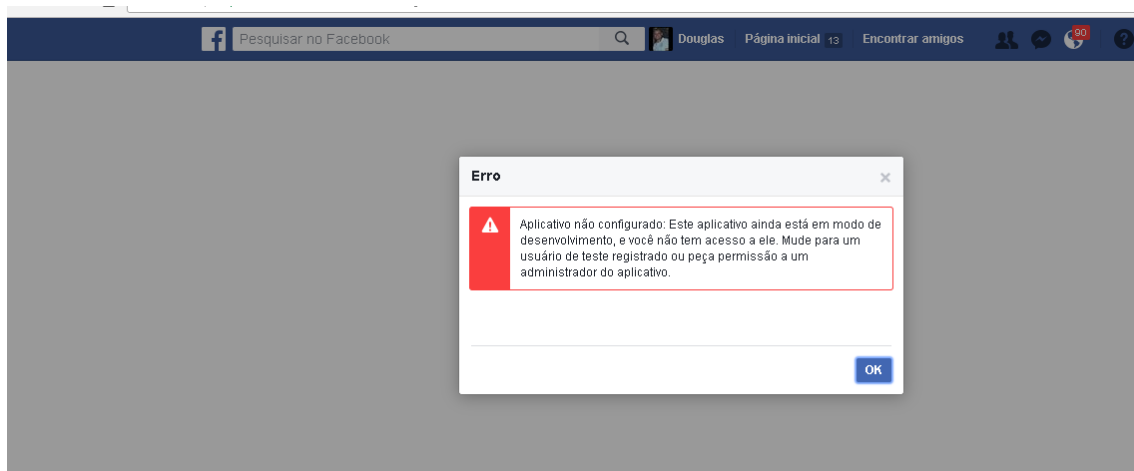 f
Pesquisar no Facebook
Douglas
Página inicial 13
Encontrar amigos
90
?
Erro
Aplicativo não configurado: Este aplicativo ainda está em modo de
desenvolvimento, e você não tem acesso a ele. Mude para um
usuário de teste registrado ou peça permissão a um
administrador do aplicativo.
OK